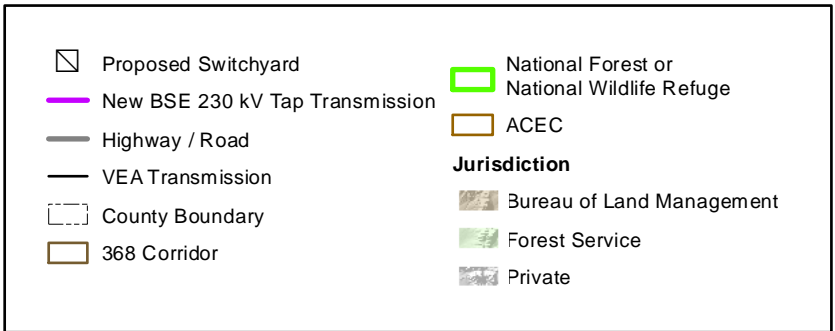 Proposed Switchyard
New BSE 230 kV Tap Transmission
Highway / Road
VEA Transmission
County Boundary
368 Corridor
National Forest or
National Wildlife Refuge
ACEC
Jurisdiction
Bureau of Land Management
Forest Service
Private